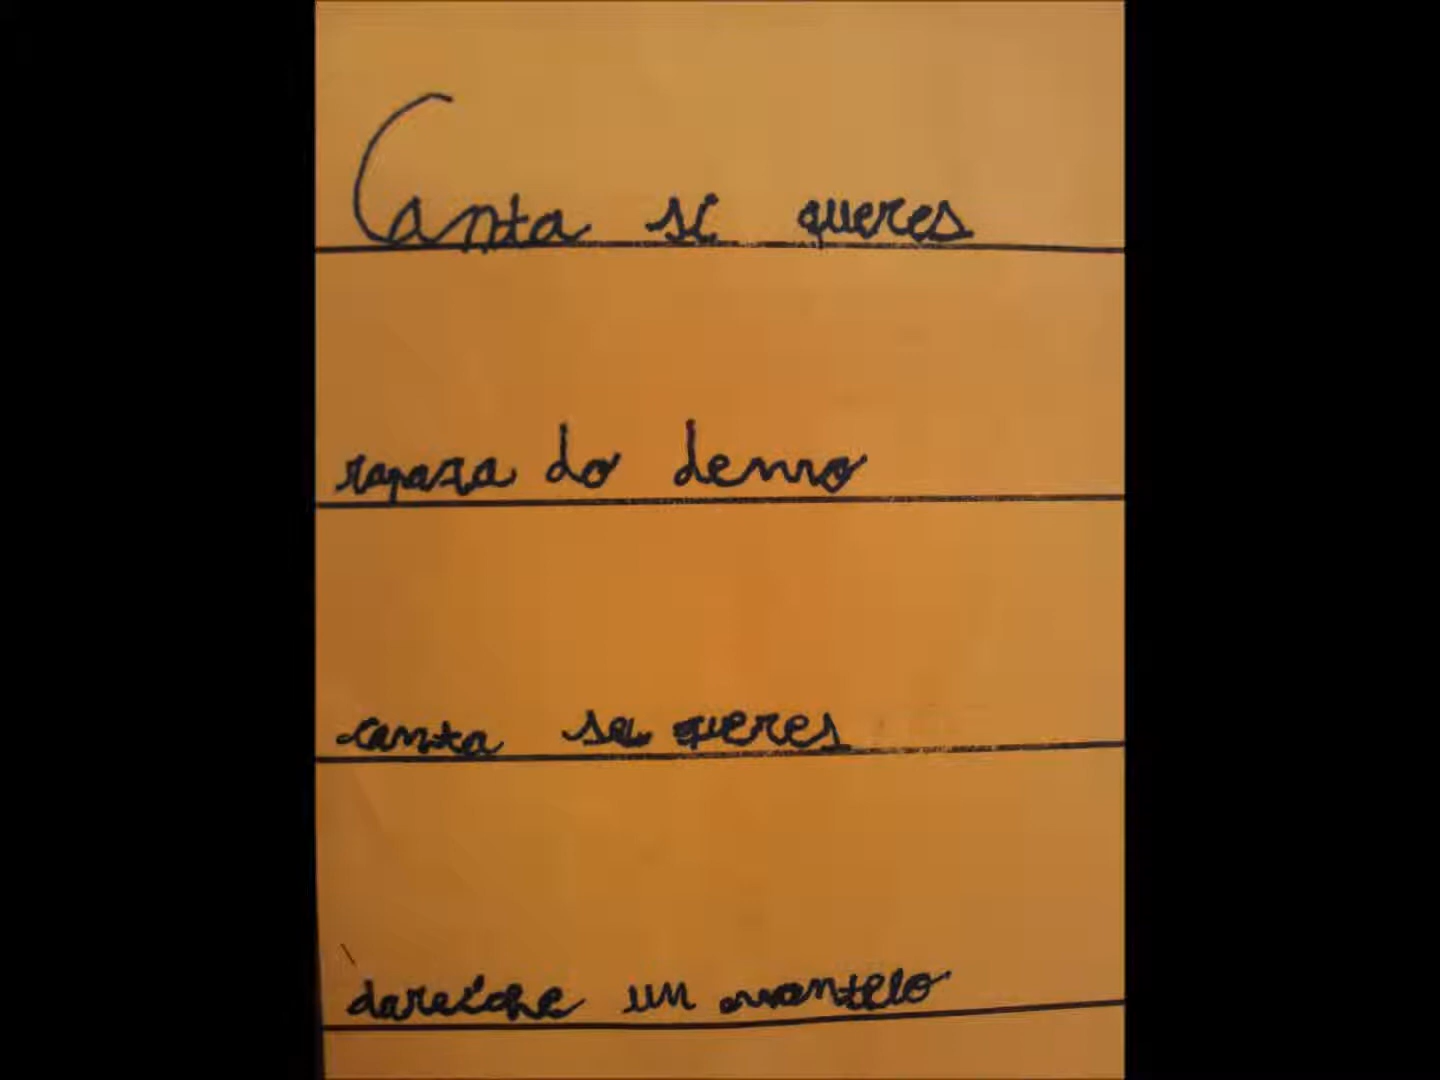 Canta si queres
rapaza do demo
canta se queres
dareiche un mantelo